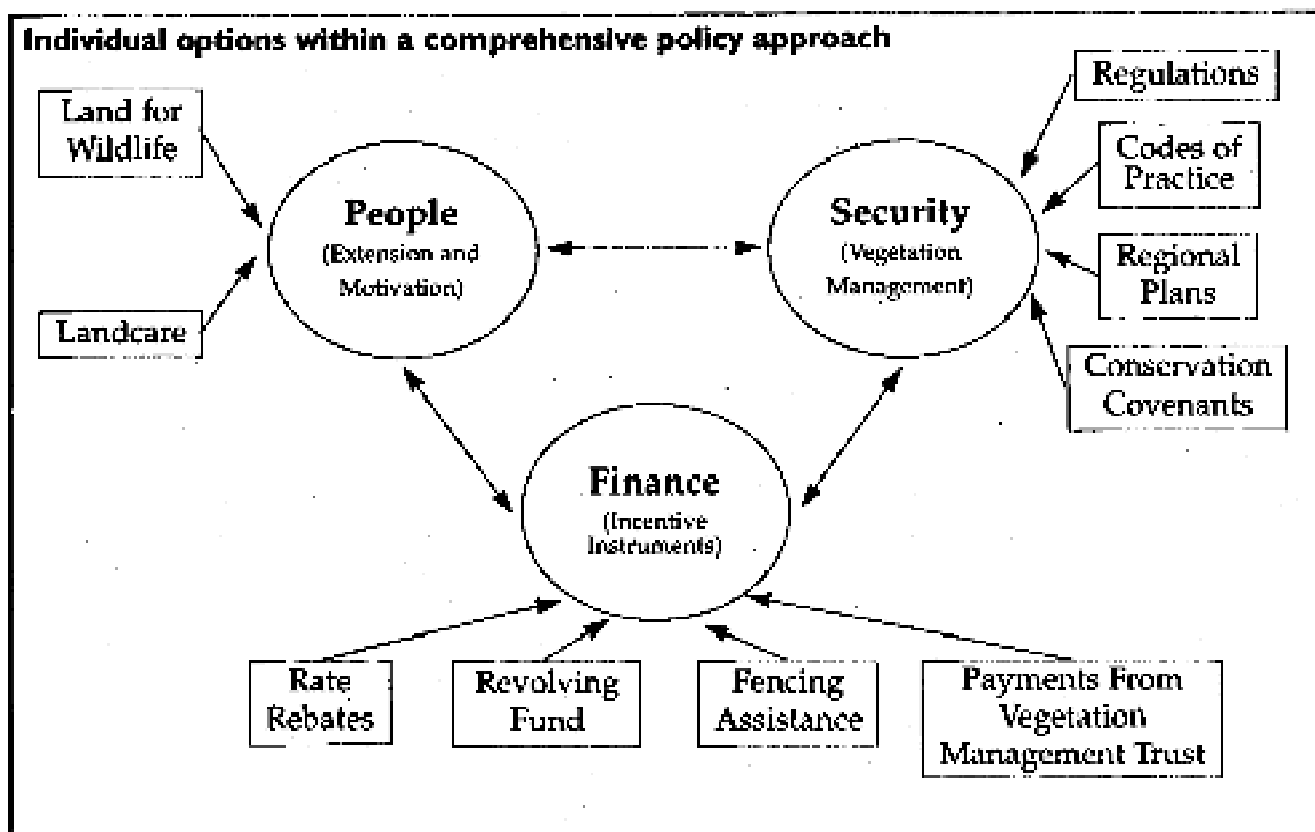 Individual options within a comprehensive policy approach
Land for
Wildlife
Landcare
People
(Extension and
Motivation)
Security
(Vegetation
Management)
Regulations
Codes of
Practice
Regional
Plans
Conservation
Covenants
Finance
(Incentive
Instruments)
Rate
Rebates
Revolving
Fund
Fencing
Assistance
Payments From
Vegetation
Management Trust